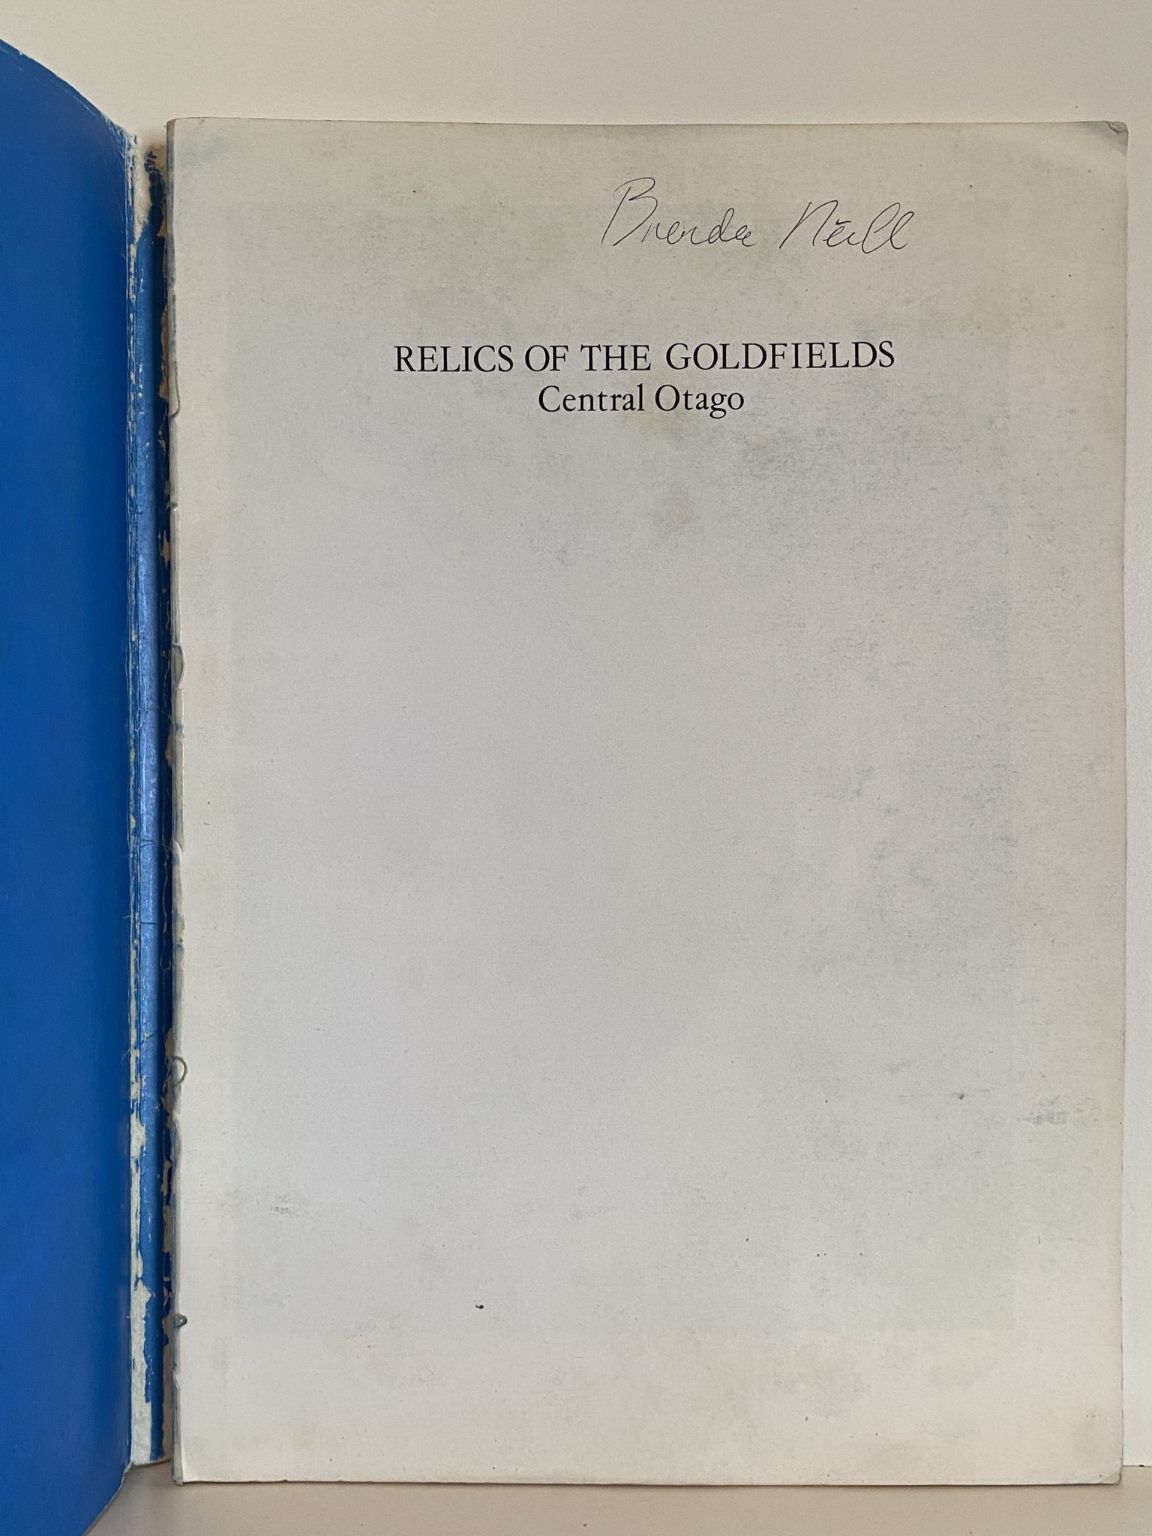 Brenda Neill
RELICS OF THE GOLDFIELDS
Central Otago